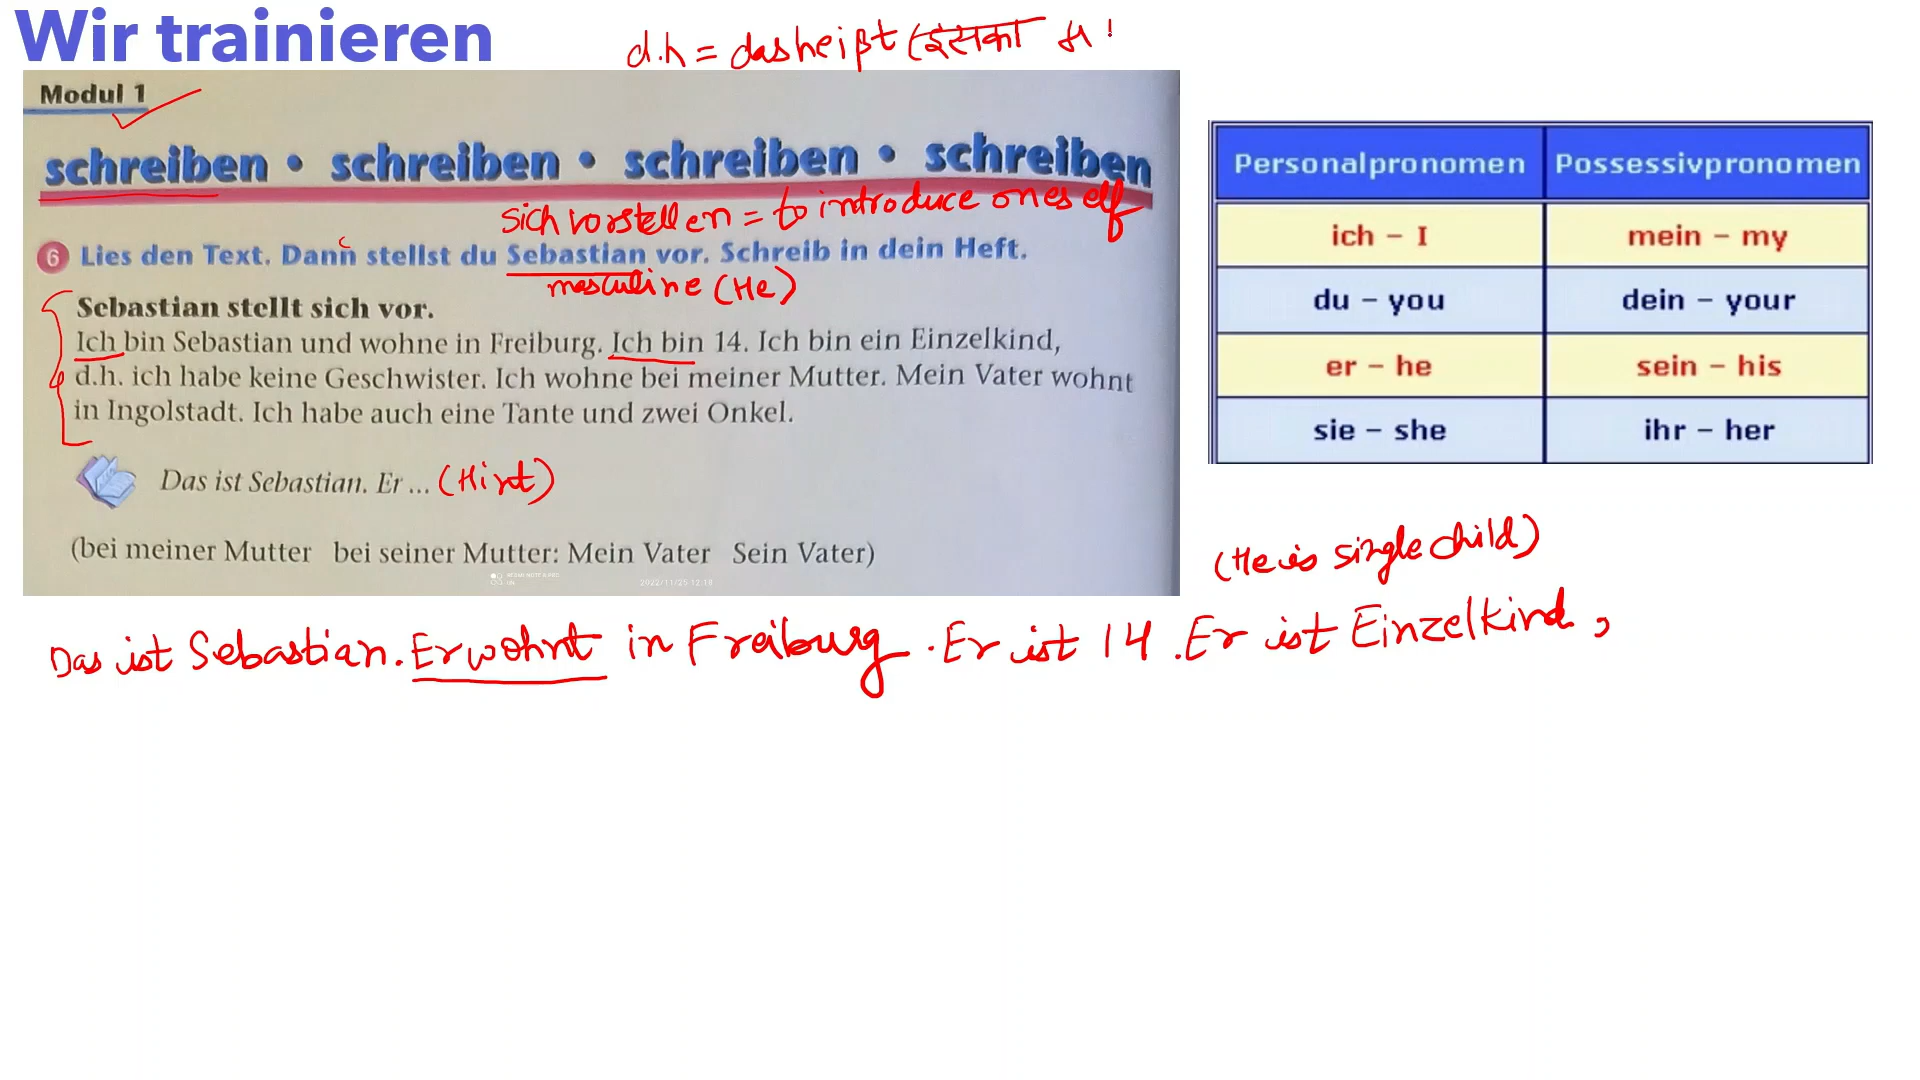 Wir trainieren
d.h = das heißt (इसका
Modul 1
schreiben • schreiben • schreiben • schreiben
sich vorstellen = to introduce oneself
6 Lies den Text. Dann stellst du Sebastian vor. Schreib in dein Heft.
masculine (He)
Sebastian stellt sich vor.
Ich bin Sebastian und wohne in Freiburg. Ich bin 14. Ich bin ein Einzelkind,
d.h. ich habe keine Geschwister. Ich wohne bei meiner Mutter. Mein Vater wohnt
in Ingolstadt. Ich habe auch eine Tante und zwei Onkel.
Das ist Sebastian. Er ... (Hint)
(bei meiner Mutter bei seiner Mutter: Mein Vater Sein Vater)
2022/11/25 12:18
Personalpronomen Possessivpronomen
ich – I mein – my
du – you dein – your
er – he sein – his
sie – she ihr – her
(He is single child)
Das ist Sebastian. Er wohnt in Freiburg. Er ist 14. Er ist Einzelkind,